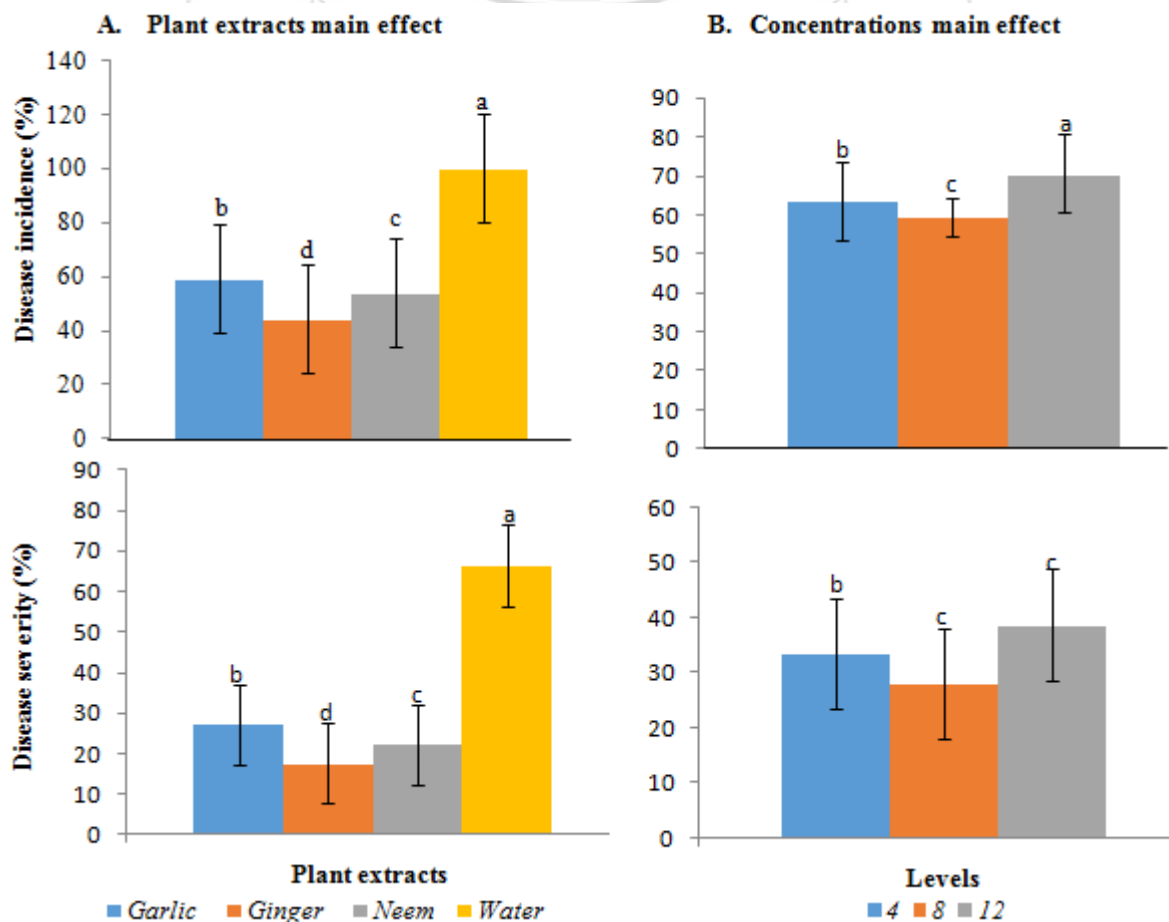 A. Plant extracts main effect
B. Concentrations main effect
Disease incidence (%)
140
120
100
80
60
40
20
0
b
d
c
a
90
80
70
60
50
40
30
20
10
0
b
c
a
Disease severity (%)
90
80
70
60
50
40
30
20
10
0
b
d
c
a
60
50
40
30
20
10
0
b
c
c
Plant extracts
Garlic Ginger Neem Water
Levels
4 8 12